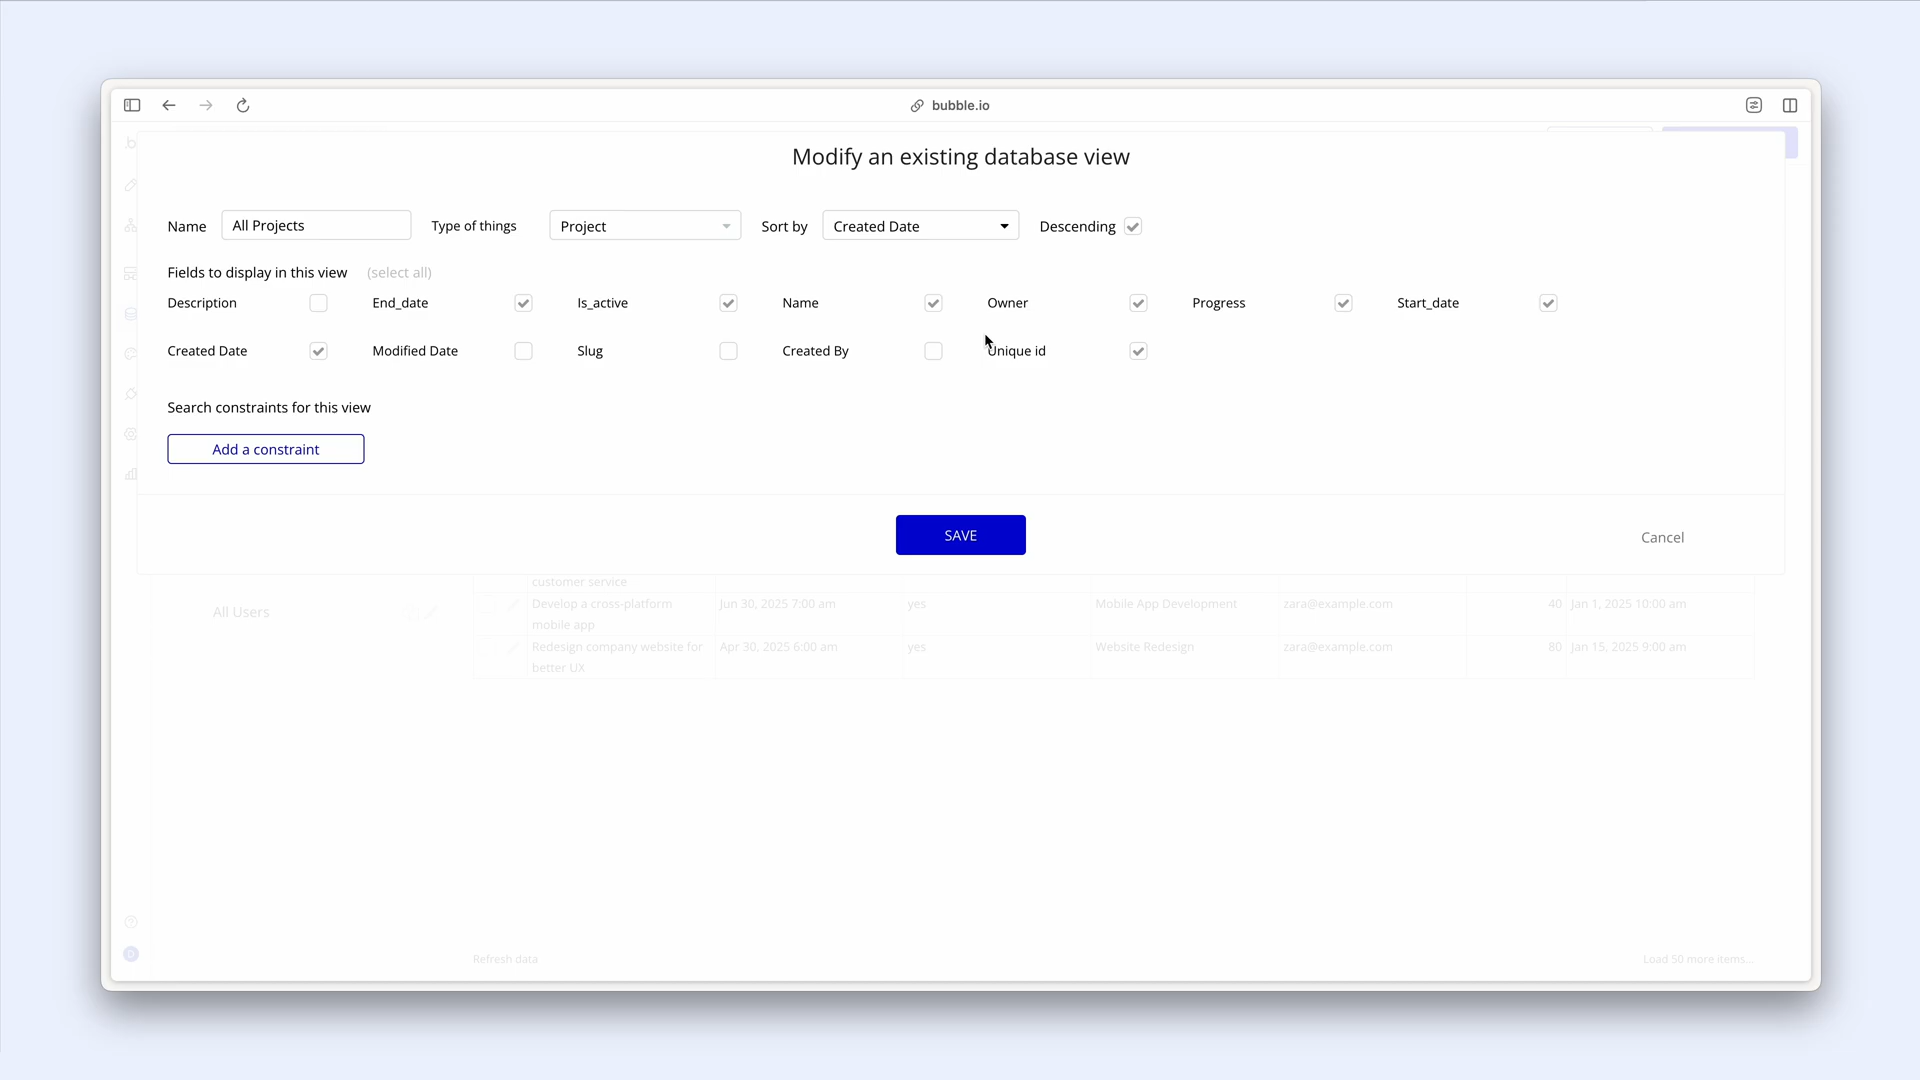 bubble.io
Modify an existing database view
Name All Projects Type of things Project Sort by Created Date Descending
Fields to display in this view (select all)
Description End_date Is_active Name Owner Progress Start_date
Created Date Modified Date Slug Created By Unique id
Search constraints for this view
Add a constraint
SAVE
Cancel
customer service
All Users
Develop a cross-platform Jun 30, 2025 7:00 am yes Mobile App Development zara@example.com 40 Jan 1, 2025 10:00 am
mobile app
Redesign company website for Apr 30, 2025 6:00 am yes Website Redesign zara@example.com 80 Jan 15, 2025 9:00 am
better UX
D
Refresh data Load 50 more items...